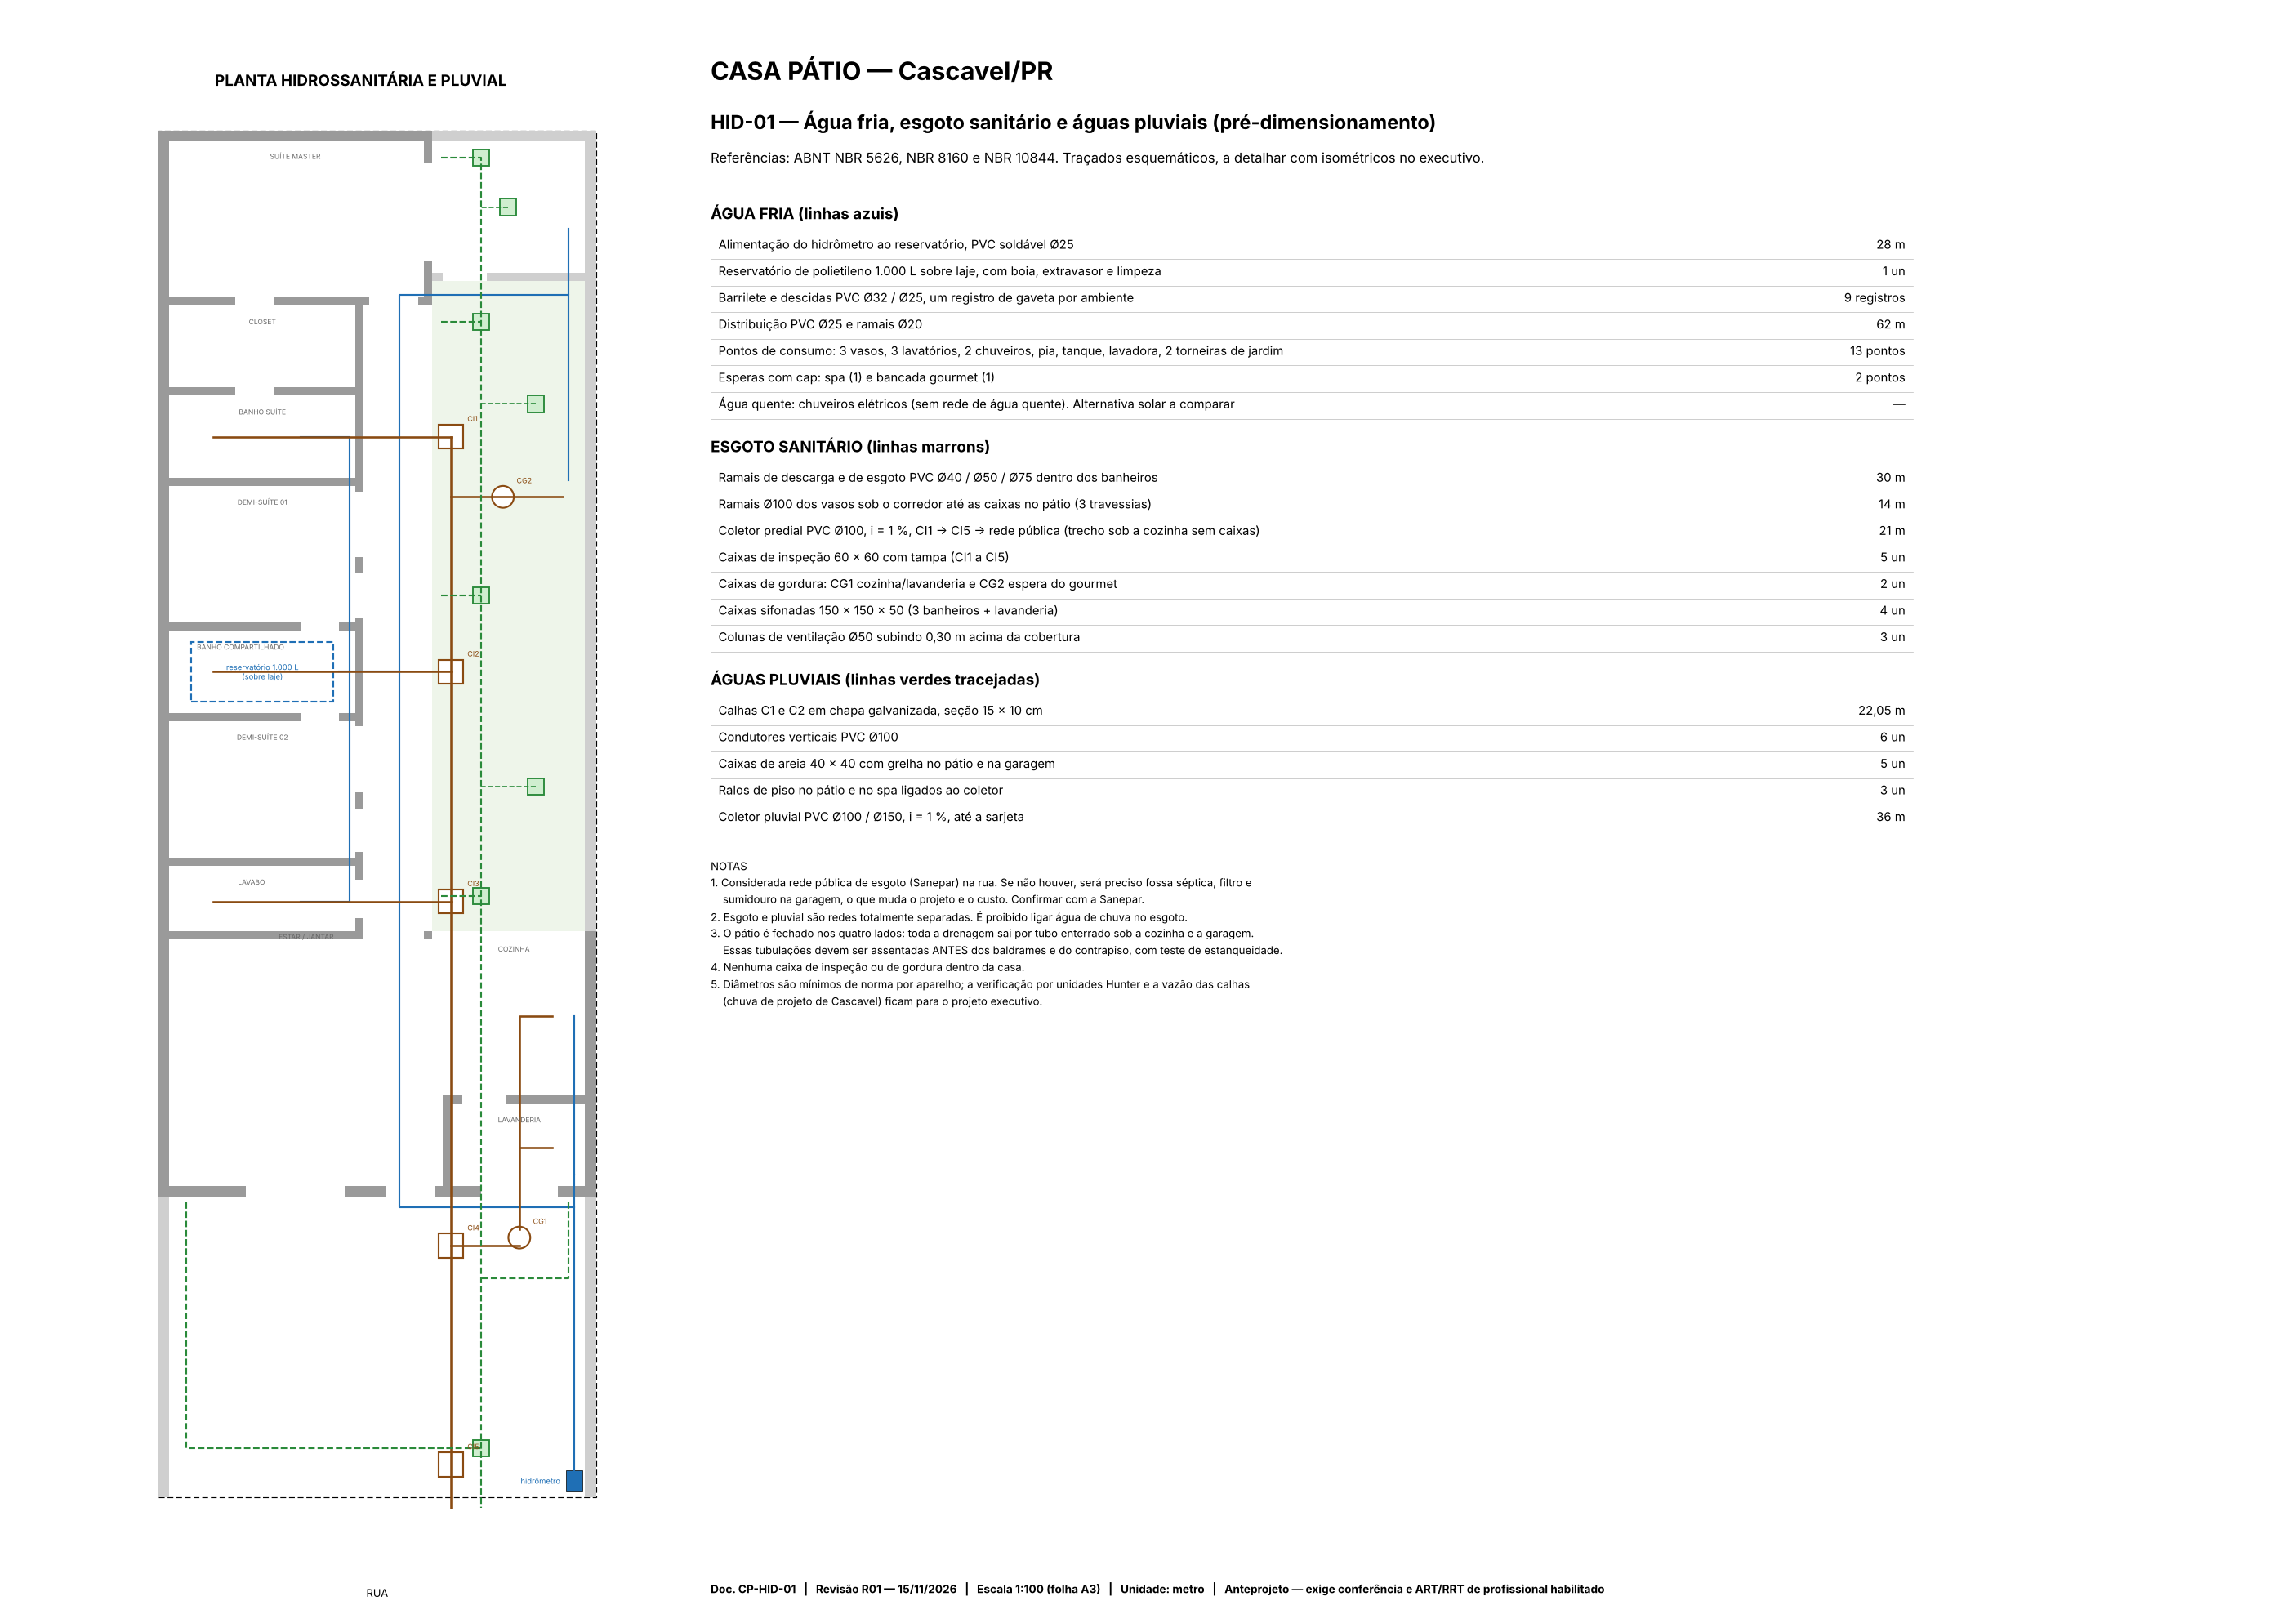 PLANTA HIDROSSANITÁRIA E PLUVIAL
SUÍTE MASTER
CLOSET
BANHO SUÍTE
CI1
CG2
DEMI-SUÍTE 01
BANHO COMPARTILHADO
CI2
reservatório 1.000 L
(sobre laje)
DEMI-SUÍTE 02
LAVABO
CI3
ESTAR / JANTAR
COZINHA
LAVANDERIA
CI4
CG1
CI5
hidrômetro
RUA
CASA PÁTIO — Cascavel/PR
HID-01 — Água fria, esgoto sanitário e águas pluviais (pré-dimensionamento)
Referências: ABNT NBR 5626, NBR 8160 e NBR 10844. Traçados esquemáticos, a detalhar com isométricos no executivo.
ÁGUA FRIA (linhas azuis)
Alimentação do hidrômetro ao reservatório, PVC soldável Ø25 28 m
Reservatório de polietileno 1.000 L sobre laje, com boia, extravasor e limpeza 1 un
Barrilete e descidas PVC Ø32 / Ø25, um registro de gaveta por ambiente 9 registros
Distribuição PVC Ø25 e ramais Ø20 62 m
Pontos de consumo: 3 vasos, 3 lavatórios, 2 chuveiros, pia, tanque, lavadora, 2 torneiras de jardim 13 pontos
Esperas com cap: spa (1) e bancada gourmet (1) 2 pontos
Água quente: chuveiros elétricos (sem rede de água quente). Alternativa solar a comparar —
ESGOTO SANITÁRIO (linhas marrons)
Ramais de descarga e de esgoto PVC Ø40 / Ø50 / Ø75 dentro dos banheiros 30 m
Ramais Ø100 dos vasos sob o corredor até as caixas no pátio (3 travessias) 14 m
Coletor predial PVC Ø100, i = 1 %, CI1 → CI5 → rede pública (trecho sob a cozinha sem caixas) 21 m
Caixas de inspeção 60 × 60 com tampa (CI1 a CI5) 5 un
Caixas de gordura: CG1 cozinha/lavanderia e CG2 espera do gourmet 2 un
Caixas sifonadas 150 × 150 × 50 (3 banheiros + lavanderia) 4 un
Colunas de ventilação Ø50 subindo 0,30 m acima da cobertura 3 un
ÁGUAS PLUVIAIS (linhas verdes tracejadas)
Calhas C1 e C2 em chapa galvanizada, seção 15 × 10 cm 22,05 m
Condutores verticais PVC Ø100 6 un
Caixas de areia 40 × 40 com grelha no pátio e na garagem 5 un
Ralos de piso no pátio e no spa ligados ao coletor 3 un
Coletor pluvial PVC Ø100 / Ø150, i = 1 %, até a sarjeta 36 m
NOTAS
1. Considerada rede pública de esgoto (Sanepar) na rua. Se não houver, será preciso fossa séptica, filtro e
sumidouro na garagem, o que muda o projeto e o custo. Confirmar com a Sanepar.
2. Esgoto e pluvial são redes totalmente separadas. É proibido ligar água de chuva no esgoto.
3. O pátio é fechado nos quatro lados: toda a drenagem sai por tubo enterrado sob a cozinha e a garagem.
Essas tubulações devem ser assentadas ANTES dos baldrames e do contrapiso, com teste de estanqueidade.
4. Nenhuma caixa de inspeção ou de gordura dentro da casa.
5. Diâmetros são mínimos de norma por aparelho; a verificação por unidades Hunter e a vazão das calhas
(chuva de projeto de Cascavel) ficam para o projeto executivo.
Doc. CP-HID-01 | Revisão R01 — 15/11/2026 | Escala 1:100 (folha A3) | Unidade: metro | Anteprojeto — exige conferência e ART/RRT de profissional habilitado